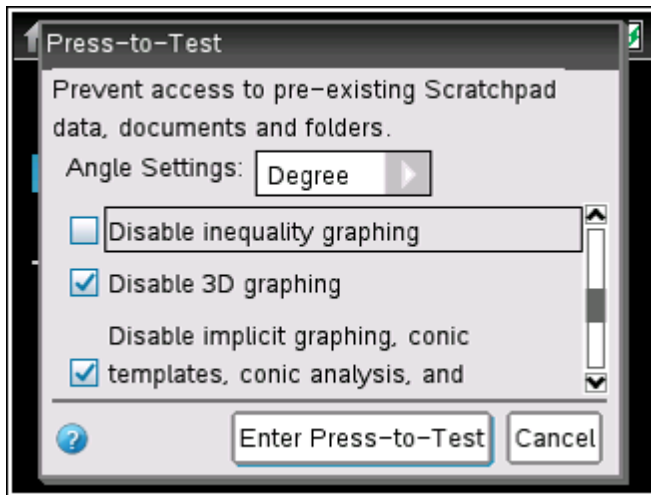 Press-to-Test
Prevent access to pre-existing Scratchpad
data, documents and folders.
Angle Settings: Degree
Disable inequality graphing
Disable 3D graphing
Disable implicit graphing, conic
templates, conic analysis, and
? Enter Press-to-Test Cancel